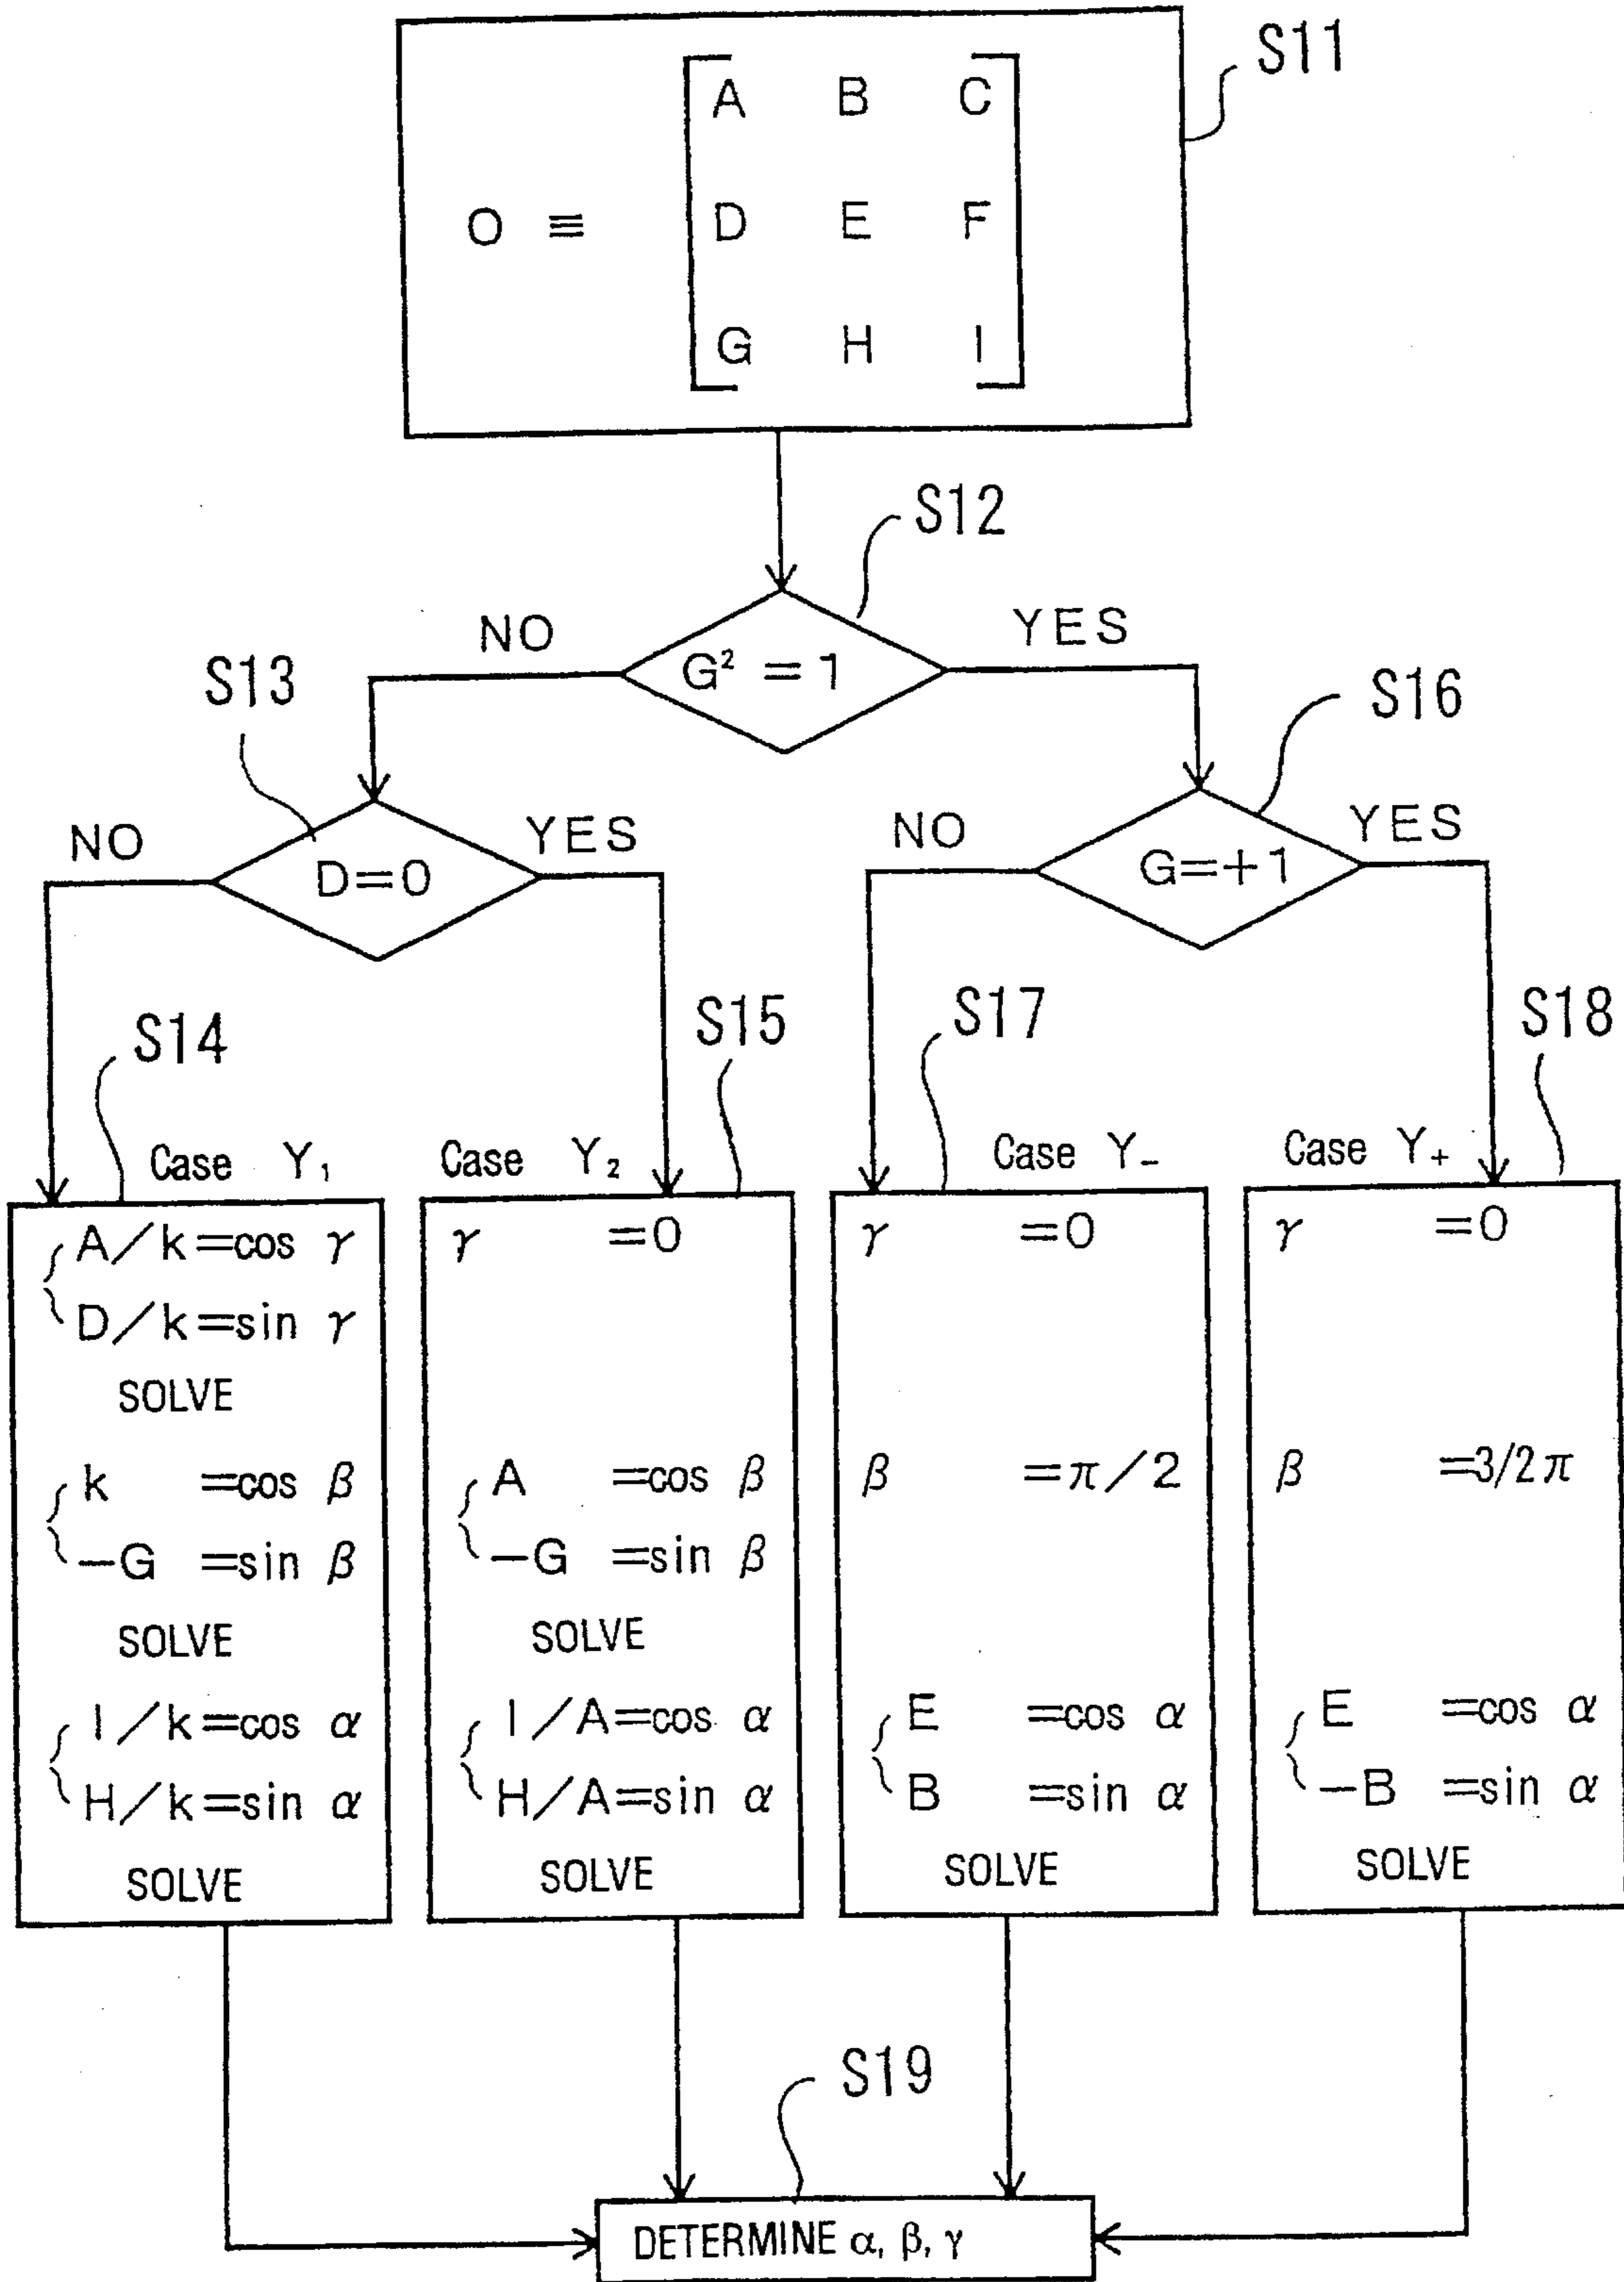 S11
A B C
O ≡ D E F
G H I
S12
NO YES
G² = 1
S13
S16
NO YES
D=0
NO YES
G=+1
S14
S15
S17
S18
Case Y₁
Case Y₂
Case Y₋
Case Y₊
A/k=cos γ
D/k=sin γ
SOLVE
k =cos β
−G =sin β
SOLVE
I/k=cos α
H/k=sin α
SOLVE
γ =0
A =cos β
−G =sin β
SOLVE
I/A=cos α
H/A=sin α
SOLVE
γ =0
β =π/2
E =cos α
B =sin α
SOLVE
γ =0
β =3/2π
E =cos α
−B =sin α
SOLVE
S19
DETERMINE α, β, γ